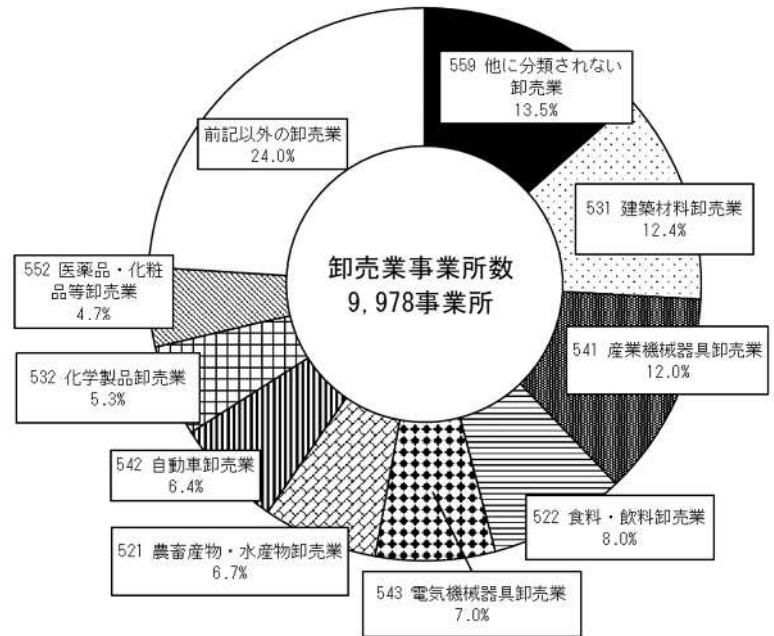 559 他に分類されない
卸売業
13.5%
前記以外の卸売業
24.0%
531 建築材料卸売業
12.4%
卸売業事業所数
9,978事業所
552 医薬品・化粧
品等卸売業
4.7%
541 産業機械器具卸売業
12.0%
532 化学製品卸売業
5.3%
542 自動車卸売業
6.4%
522 食料・飲料卸売業
8.0%
521 農畜産物・水産物卸売業
6.7%
543 電気機械器具卸売業
7.0%